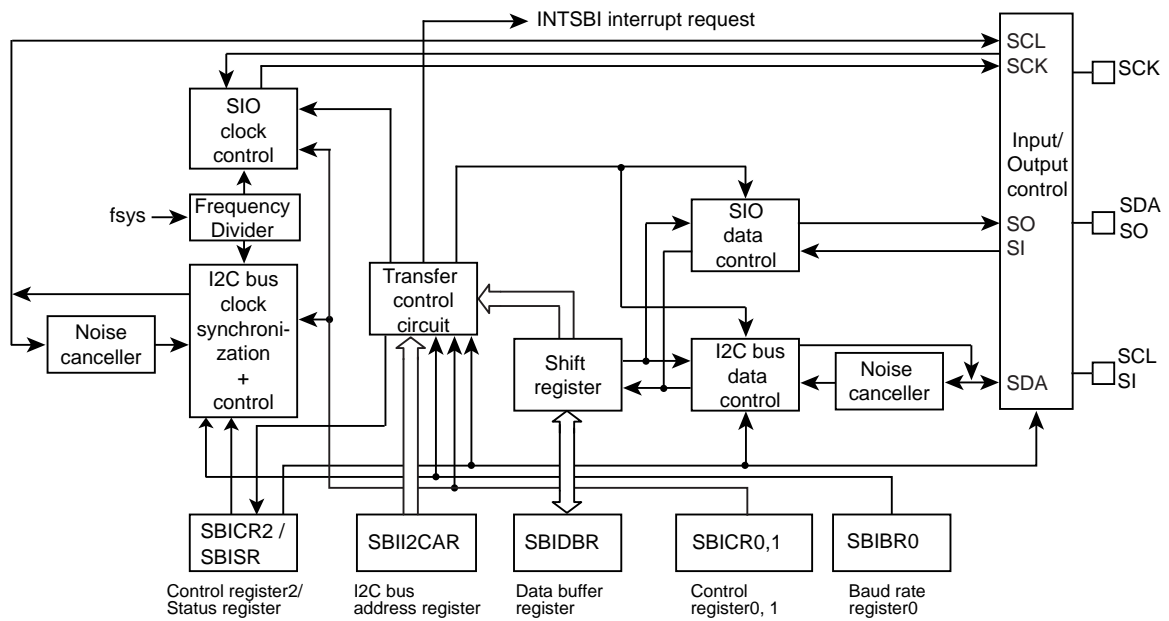 INTSBI interrupt request
SCL
SCK
SCK
SIO
clock
control
Input/
Output
control
fsys
Frequency
Divider
SIO
data
control
SO
SI
SDA
SO
I2C bus
clock
synchroni-
zation
+
control
Noise
canceller
Transfer
control
circuit
Shift
register
I2C bus
data
control
Noise
canceller
SDA
SCL
SI
SBICR2 /
SBISR
SBII2CAR
SBIDBR
SBICR0,1
SBIBR0
Control register2/
Status register
I2C bus
address register
Data buffer
register
Control
register0, 1
Baud rate
register0